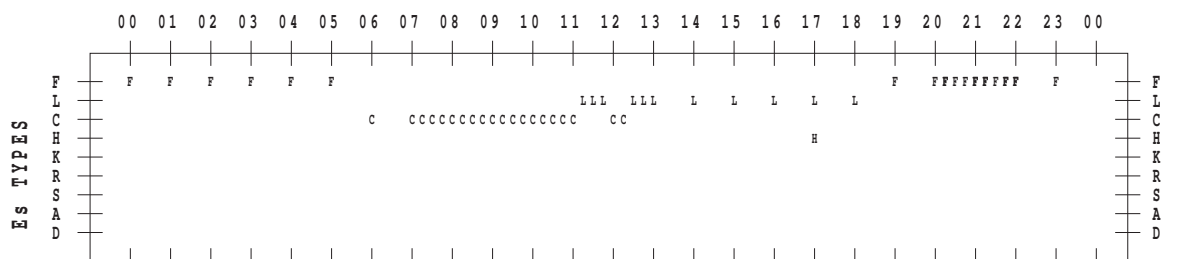 00 01 02 03 04 05 06 07 08 09 10 11 12 13 14 15 16 17 18 19 20 21 22 23 00
F F F F F F F F FFFFFFFFF F F
L LLL LLL L L L L L L
C C CCCCCCCCCCCCCCCCC CC C
H H H
K K
R R
S S
A A
D D
Es TYPES